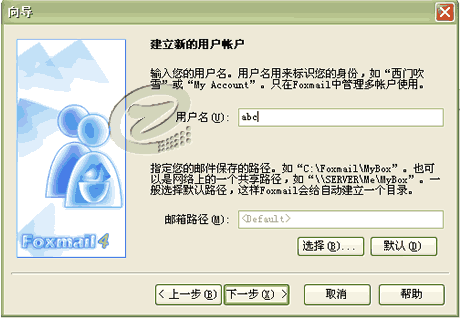 向导
建立新的用户帐户
输入您的用户名。用户名用来标识您的身份，如“西门吹
雪”或“My Account”。只在Foxmail中管理多帐户使用。
用户名(U): abc
指定您的邮件保存的路径。如“C:\Foxmail\MyBox”。也可
以是网络上的一个共享路径，如“\\SERVER\Me\MyBox”。一
般选择默认路径，这样Foxmail会给自动建立一个目录。
邮箱路径(M): <Default>
选择(B)... 默认(D)
Foxmail 4
< 上一步(B) 下一步(X) > 取消 帮助